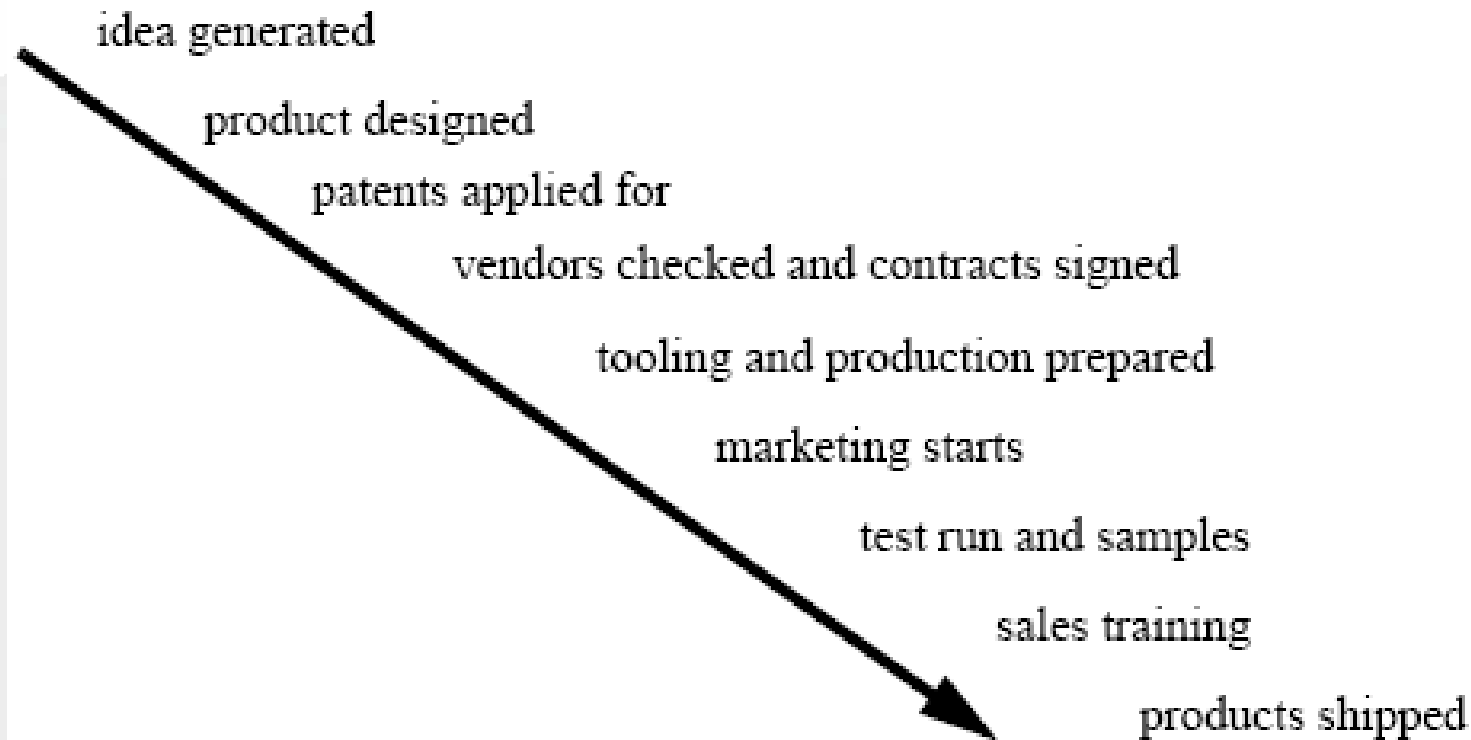 idea generated
product designed
patents applied for
vendors checked and contracts signed
tooling and production prepared
marketing starts
test run and samples
sales training
products shipped